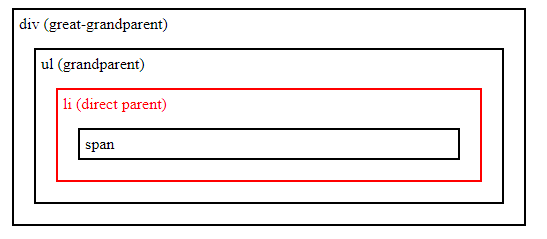 div (great-grandparent)
ul (grandparent)
li (direct parent)
span